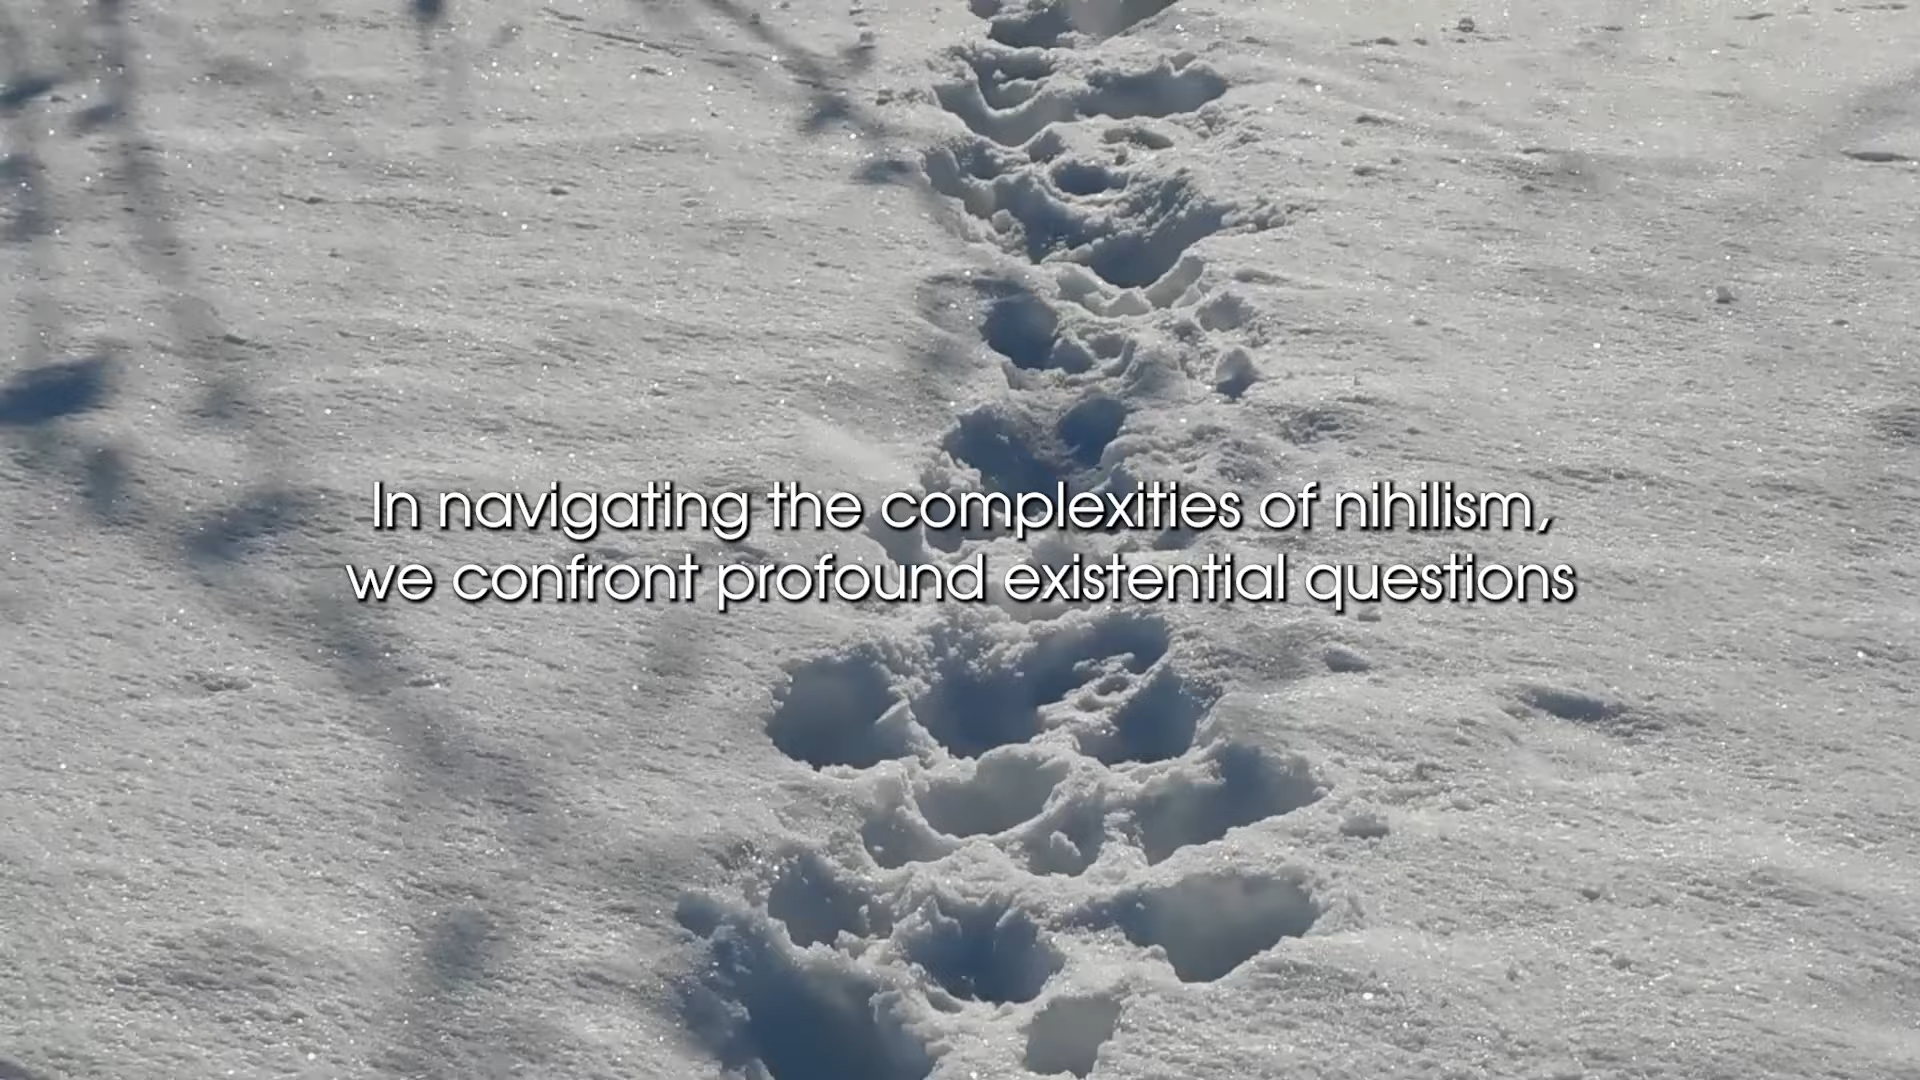 In navigating the complexities of nihilism,
we confront profound existential questions